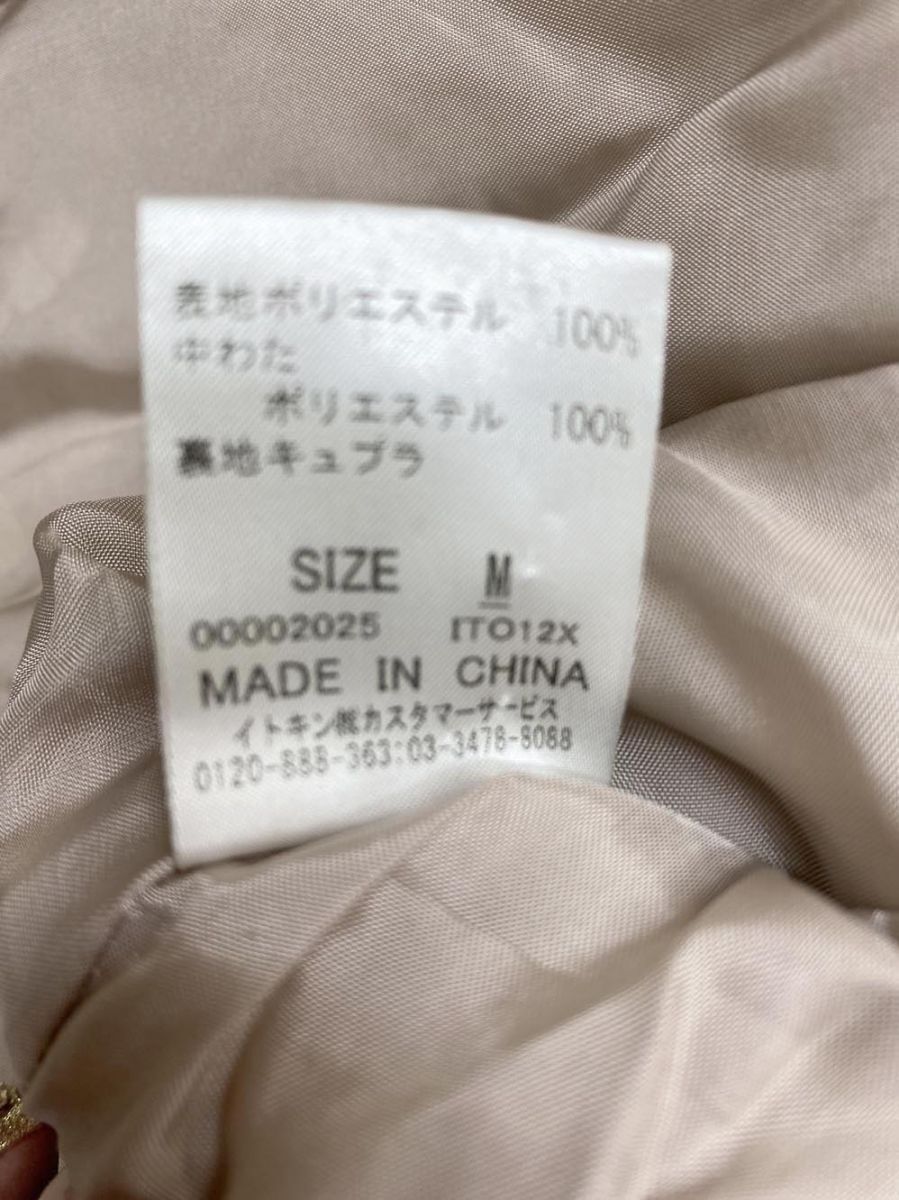 表地ポリエステル 100%
中わた
ポリエステル 100%
裏地キュプラ
SIZE M
00002025 ITO12X
MADE IN CHINA
イトキン㈱カスタマーサービス
0120-888-363:03-3478-8088